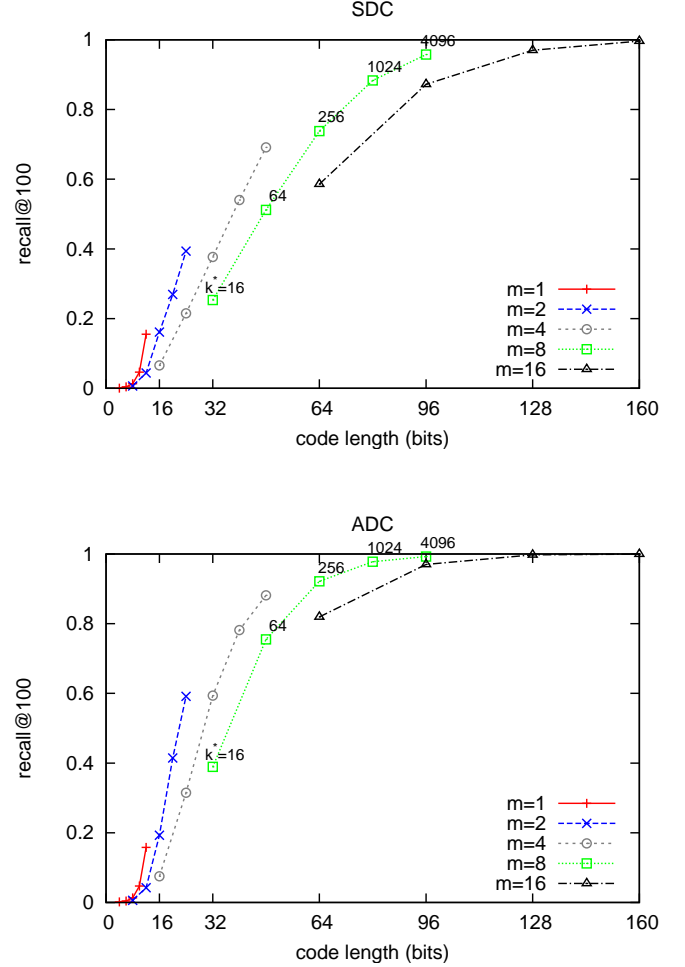 SDC
1
0.8
0.6
0.4
0.2
0
recall@100
k*=16
64
256
1024
4096
m=1
m=2
m=4
m=8
m=16
0 16 32 64 96 128 160
code length (bits)
ADC
1
0.8
0.6
0.4
0.2
0
recall@100
k*=16
64
256
1024
4096
m=1
m=2
m=4
m=8
m=16
0 16 32 64 96 128 160
code length (bits)